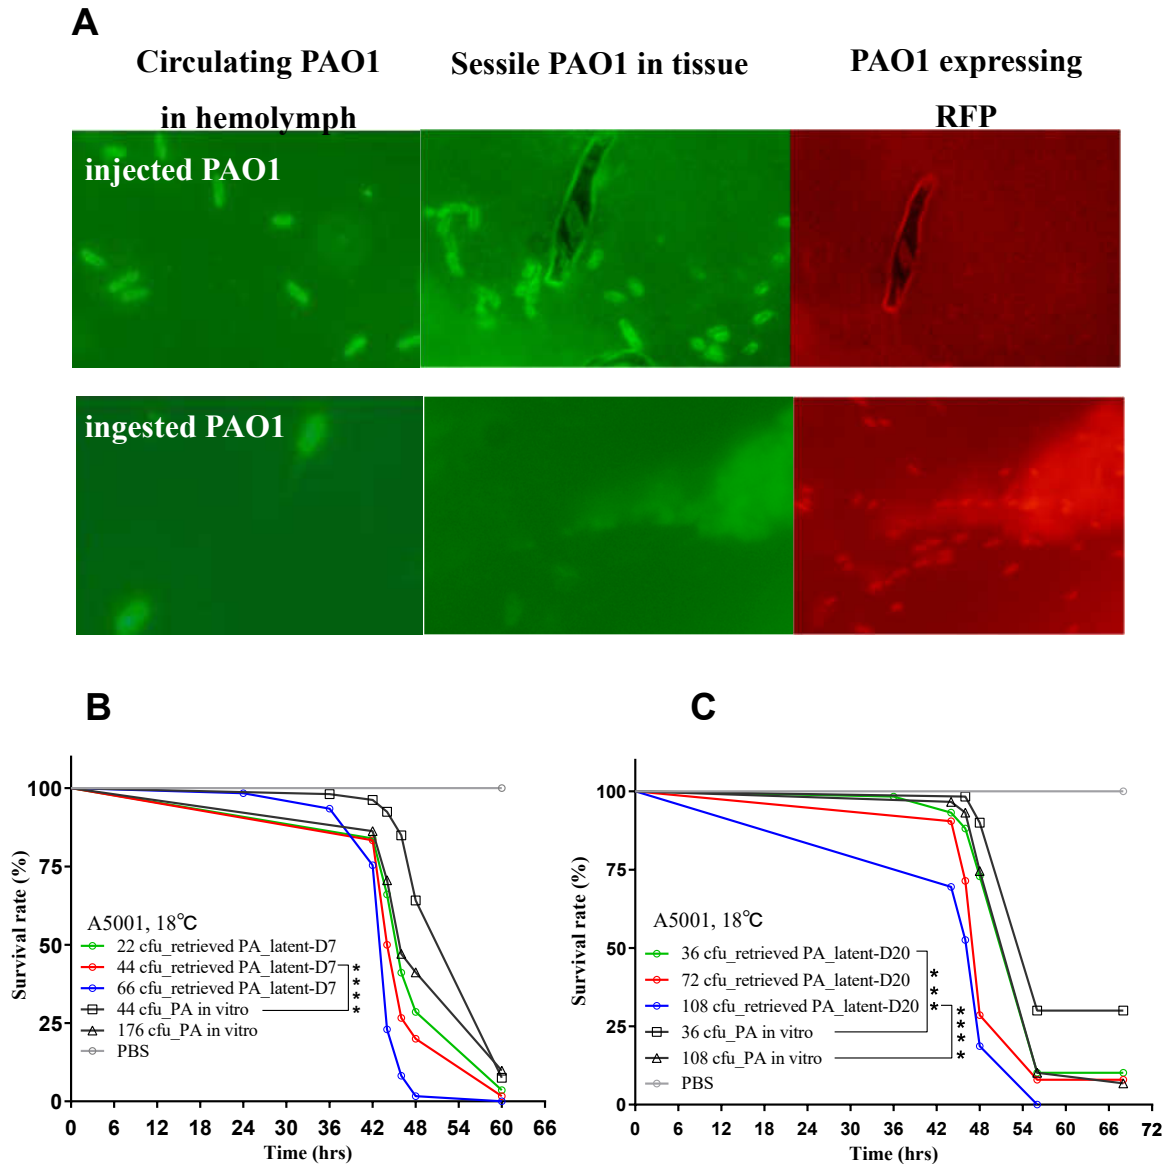 A
Circulating PAO1
in hemolymph
Sessile PAO1 in tissue
PAO1 expressing
RFP
injected PAO1
ingested PAO1
B
Survival rate (%)
100
75
50
25
0
A5001, 18℃
22 cfu_retrieved PA_latent-D7
44 cfu_retrieved PA_latent-D7
66 cfu_retrieved PA_latent-D7
44 cfu_PA in vitro
176 cfu_PA in vitro
PBS
****
0 6 12 18 24 30 36 42 48 54 60 66
Time (hrs)
C
Survival rate (%)
100
75
50
25
0
A5001, 18℃
36 cfu_retrieved PA_latent-D20
72 cfu_retrieved PA_latent-D20
108 cfu_retrieved PA_latent-D20
36 cfu_PA in vitro
108 cfu_PA in vitro
PBS
***
****
0 6 12 18 24 30 36 42 48 54 60 66 72
Time (hrs)